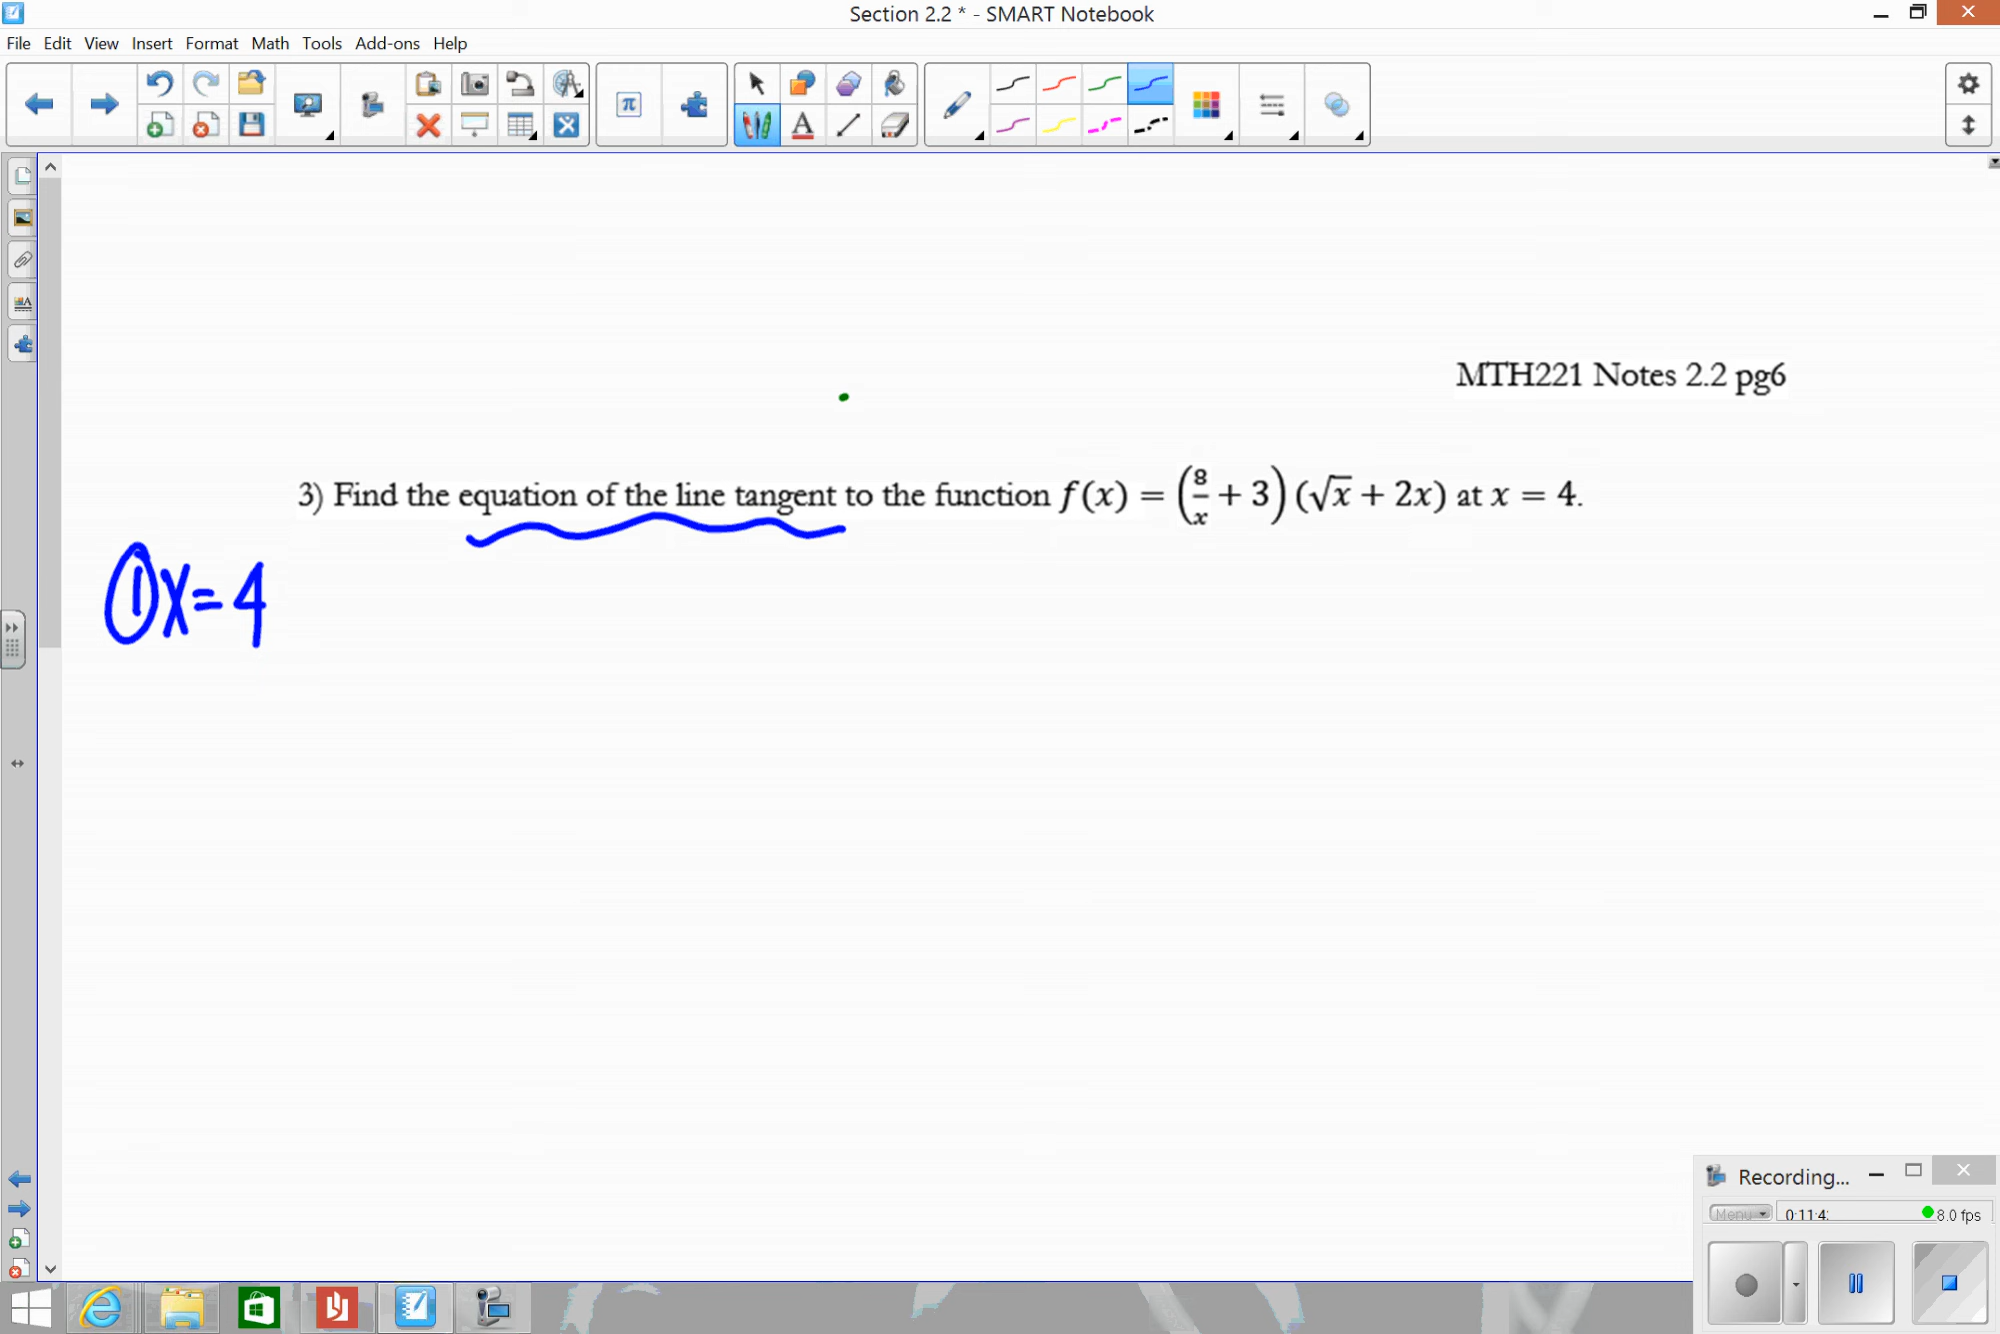 Section 2.2 * - SMART Notebook
File Edit View Insert Format Math Tools Add-ons Help
MTH221 Notes 2.2 pg6
3) Find the equation of the line tangent to the function f(x) = (8/x + 3)(√x + 2x) at x = 4.
① x = 4
Recording...
Menu 0:11:4 8.0 fps